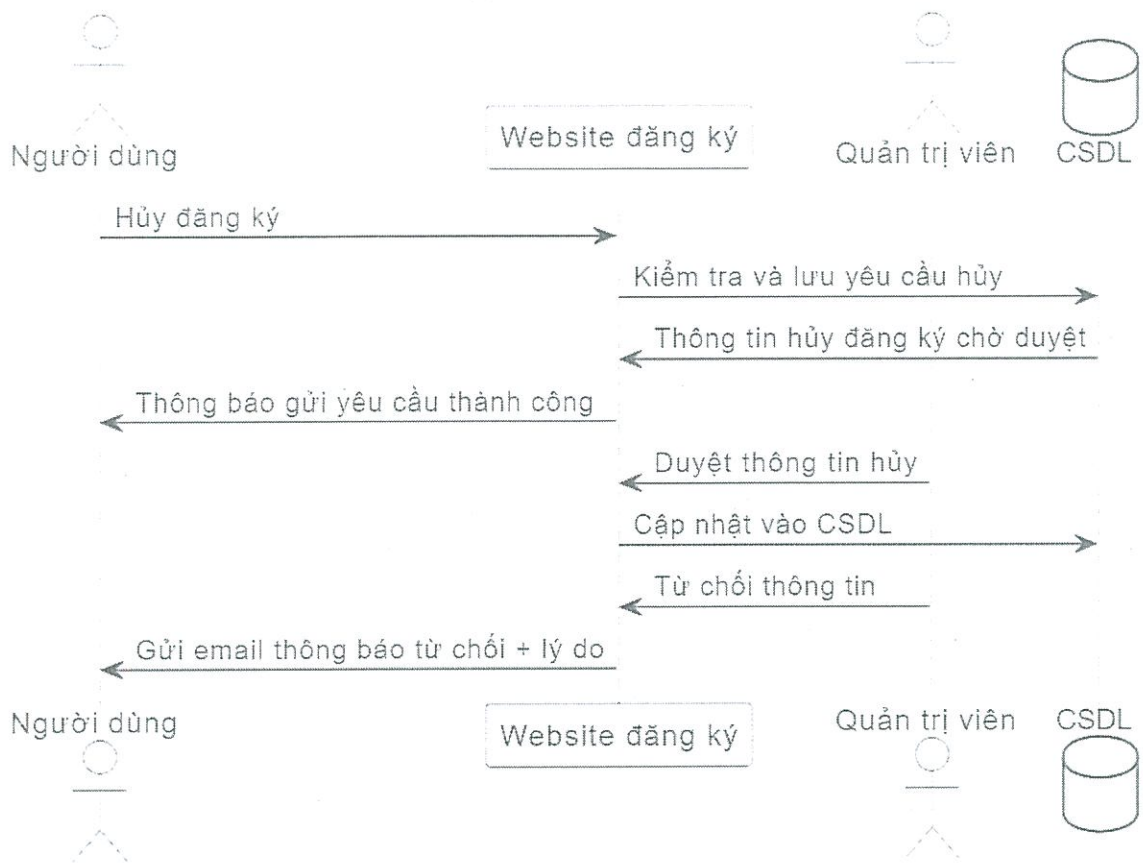 Người dùng
Website đăng ký
Quản trị viên
CSDL
Hủy đăng ký
Kiểm tra và lưu yêu cầu hủy
Thông tin hủy đăng ký chờ duyệt
Thông báo gửi yêu cầu thành công
Duyệt thông tin hủy
Cập nhật vào CSDL
Từ chối thông tin
Gửi email thông báo từ chối + lý do
Người dùng
Website đăng ký
Quản trị viên
CSDL